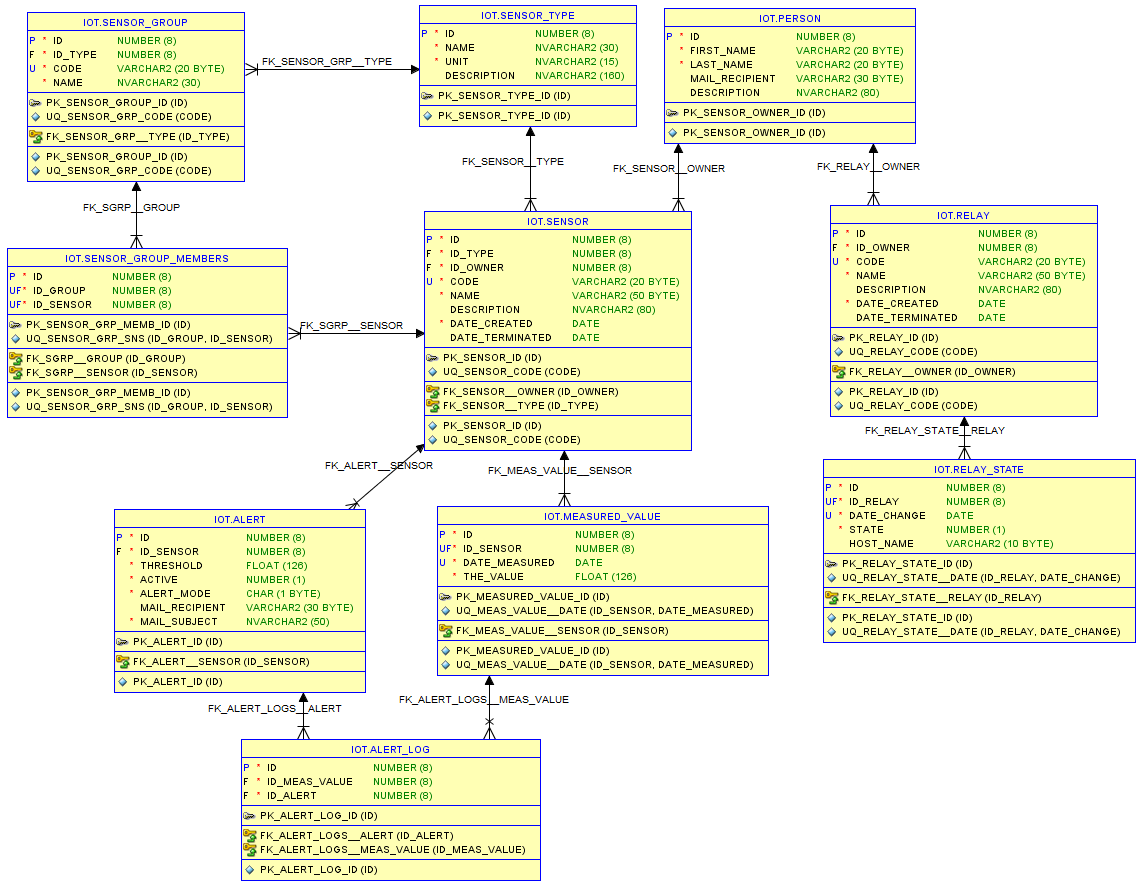 IOT.SENSOR_GROUP
P * ID NUMBER (8)
F * ID_TYPE NUMBER (8)
U * CODE VARCHAR2 (20 BYTE)
* NAME NVARCHAR2 (30)
PK_SENSOR_GROUP_ID (ID)
UQ_SENSOR_GRP_CODE (CODE)
FK_SENSOR_GRP__TYPE (ID_TYPE)
PK_SENSOR_GROUP_ID (ID)
UQ_SENSOR_GRP_CODE (CODE)
FK_SENSOR_GRP__TYPE
IOT.SENSOR_TYPE
P * ID NUMBER (8)
* NAME NVARCHAR2 (30)
* UNIT NVARCHAR2 (15)
DESCRIPTION NVARCHAR2 (160)
PK_SENSOR_TYPE_ID (ID)
PK_SENSOR_TYPE_ID (ID)
IOT.PERSON
P * ID NUMBER (8)
* FIRST_NAME VARCHAR2 (20 BYTE)
* LAST_NAME VARCHAR2 (20 BYTE)
MAIL_RECIPIENT VARCHAR2 (30 BYTE)
DESCRIPTION NVARCHAR2 (80)
PK_SENSOR_OWNER_ID (ID)
PK_SENSOR_OWNER_ID (ID)
FK_SENSOR__TYPE
FK_SENSOR__OWNER
FK_RELAY__OWNER
FK_SGRP__GROUP
IOT.SENSOR_GROUP_MEMBERS
P * ID NUMBER (8)
UF* ID_GROUP NUMBER (8)
UF* ID_SENSOR NUMBER (8)
PK_SENSOR_GRP_MEMB_ID (ID)
UQ_SENSOR_GRP_SNS (ID_GROUP, ID_SENSOR)
FK_SGRP__GROUP (ID_GROUP)
FK_SGRP__SENSOR (ID_SENSOR)
PK_SENSOR_GRP_MEMB_ID (ID)
UQ_SENSOR_GRP_SNS (ID_GROUP, ID_SENSOR)
FK_SGRP__SENSOR
IOT.SENSOR
P * ID NUMBER (8)
F * ID_TYPE NUMBER (8)
F * ID_OWNER NUMBER (8)
U * CODE VARCHAR2 (20 BYTE)
* NAME VARCHAR2 (50 BYTE)
DESCRIPTION NVARCHAR2 (80)
* DATE_CREATED DATE
DATE_TERMINATED DATE
PK_SENSOR_ID (ID)
UQ_SENSOR_CODE (CODE)
FK_SENSOR__OWNER (ID_OWNER)
FK_SENSOR__TYPE (ID_TYPE)
PK_SENSOR_ID (ID)
UQ_SENSOR_CODE (CODE)
IOT.RELAY
P * ID NUMBER (8)
F * ID_OWNER NUMBER (8)
U * CODE VARCHAR2 (20 BYTE)
* NAME VARCHAR2 (50 BYTE)
DESCRIPTION NVARCHAR2 (80)
* DATE_CREATED DATE
* DATE_TERMINATED DATE
PK_RELAY_ID (ID)
UQ_RELAY_CODE (CODE)
FK_RELAY__OWNER (ID_OWNER)
PK_RELAY_ID (ID)
UQ_RELAY_CODE (CODE)
FK_RELAY_STATE__RELAY
FK_ALERT__SENSOR
FK_MEAS_VALUE__SENSOR
IOT.RELAY_STATE
P * ID NUMBER (8)
UF* ID_RELAY NUMBER (8)
U * DATE_CHANGE DATE
* STATE NUMBER (1)
HOST_NAME VARCHAR2 (10 BYTE)
PK_RELAY_STATE_ID (ID)
UQ_RELAY_STATE__DATE (ID_RELAY, DATE_CHANGE)
FK_RELAY_STATE__RELAY (ID_RELAY)
PK_RELAY_STATE_ID (ID)
UQ_RELAY_STATE__DATE (ID_RELAY, DATE_CHANGE)
IOT.ALERT
P * ID NUMBER (8)
F * ID_SENSOR NUMBER (8)
* THRESHOLD FLOAT (126)
* ACTIVE NUMBER (1)
* ALERT_MODE CHAR (1 BYTE)
MAIL_RECIPIENT VARCHAR2 (30 BYTE)
* MAIL_SUBJECT NVARCHAR2 (50)
PK_ALERT_ID (ID)
FK_ALERT__SENSOR (ID_SENSOR)
PK_ALERT_ID (ID)
IOT.MEASURED_VALUE
P * ID NUMBER (8)
UF* ID_SENSOR NUMBER (8)
U * DATE_MEASURED DATE
* THE_VALUE FLOAT (126)
PK_MEASURED_VALUE_ID (ID)
UQ_MEAS_VALUE__DATE (ID_SENSOR, DATE_MEASURED)
FK_MEAS_VALUE__SENSOR (ID_SENSOR)
PK_MEASURED_VALUE_ID (ID)
UQ_MEAS_VALUE__DATE (ID_SENSOR, DATE_MEASURED)
FK_ALERT_LOGS__ALERT
FK_ALERT_LOGS__MEAS_VALUE
IOT.ALERT_LOG
P * ID NUMBER (8)
F * ID_MEAS_VALUE NUMBER (8)
F * ID_ALERT NUMBER (8)
PK_ALERT_LOG_ID (ID)
FK_ALERT_LOGS__ALERT (ID_ALERT)
FK_ALERT_LOGS__MEAS_VALUE (ID_MEAS_VALUE)
PK_ALERT_LOG_ID (ID)